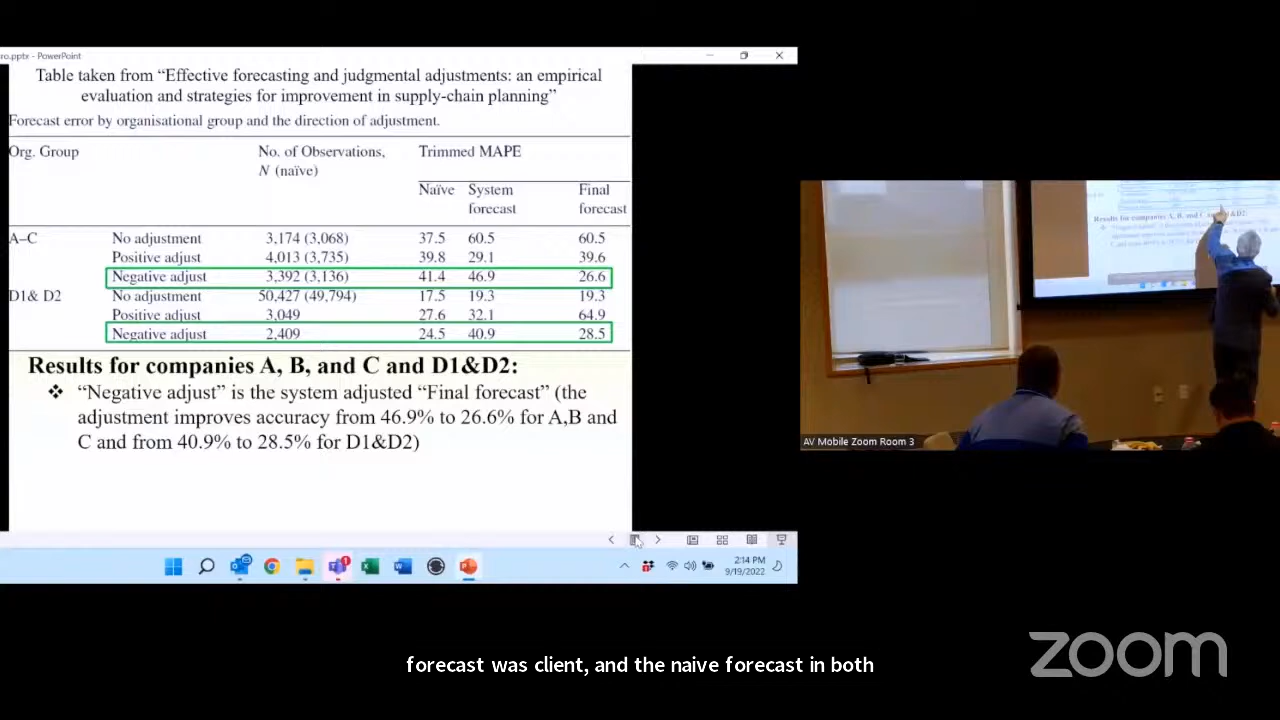 ro.pptx - PowerPoint
Table taken from “Effective forecasting and judgmental adjustments: an empirical
evaluation and strategies for improvement in supply-chain planning”
Forecast error by organisational group and the direction of adjustment.
Org. Group No. of Observations, Trimmed MAPE
N (naïve)
Naïve System Final
forecast forecast
A–C No adjustment 3,174 (3,068) 37.5 60.5 60.5
Positive adjust 4,013 (3,735) 39.8 29.1 39.6
Negative adjust 3,392 (3,136) 41.4 46.9 26.6
D1& D2 No adjustment 50,427 (49,794) 17.5 19.3 19.3
Positive adjust 3,049 27.6 32.1 64.9
Negative adjust 2,409 24.5 40.9 28.5
Results for companies A, B, and C and D1&D2:
❖ “Negative adjust” is the system adjusted “Final forecast” (the
adjustment improves accuracy from 46.9% to 26.6% for A,B and
C and from 40.9% to 28.5% for D1&D2)
2:14 PM
9/19/2022
Results for companies A, B, and C
AV Mobile Zoom Room 3
forecast was client, and the naive forecast in both
zoom